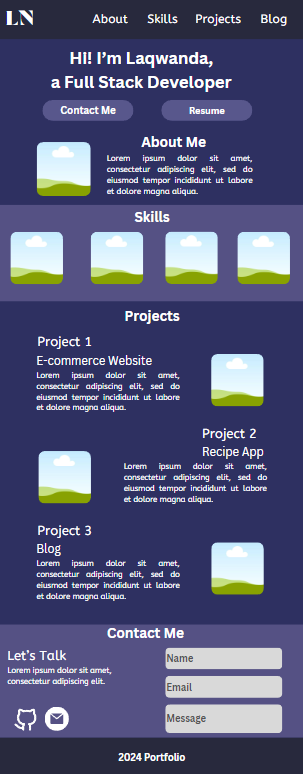 LN
About Skills Projects Blog
HI! I'm Laqwanda,
a Full Stack Developer
Contact Me Resume
About Me
Lorem ipsum dolor sit amet,
consectetur adipiscing elit, sed do
eiusmod tempor incididunt ut labore
et dolore magna aliqua.
Skills
Projects
Project 1
E-commerce Website
Lorem ipsum dolor sit amet,
consectetur adipiscing elit, sed do
eiusmod tempor incididunt ut labore
et dolore magna aliqua.
Project 2
Recipe App
Lorem ipsum dolor sit amet,
consectetur adipiscing elit, sed do
eiusmod tempor incididunt ut labore
et dolore magna aliqua.
Project 3
Blog
Lorem ipsum dolor sit amet,
consectetur adipiscing elit, sed do
eiusmod tempor incididunt ut labore
et dolore magna aliqua.
Contact Me
Let's Talk
Lorem ipsum dolor sit amet,
consectetur adipiscing elit.
Name
Email
Message
2024 Portfolio